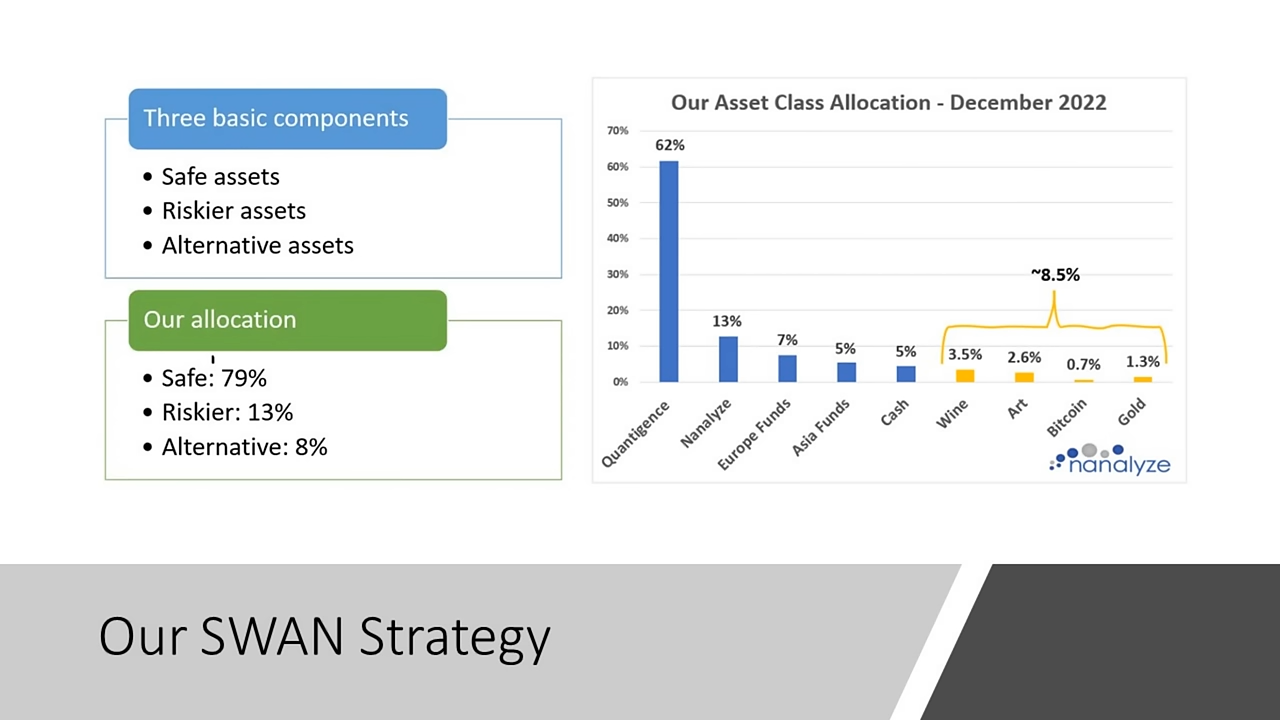 Three basic components
• Safe assets
• Riskier assets
• Alternative assets
Our allocation
• Safe: 79%
• Riskier: 13%
• Alternative: 8%
Our Asset Class Allocation - December 2022
70%
60%
50%
40%
30%
20%
10%
0%
62%
13%
7%
5%
5%
3.5%
2.6%
0.7%
1.3%
~8.5%
Quantigence
Nanalyze
Europe Funds
Asia Funds
Cash
Wine
Art
Bitcoin
Gold
nanalyze
Our SWAN Strategy